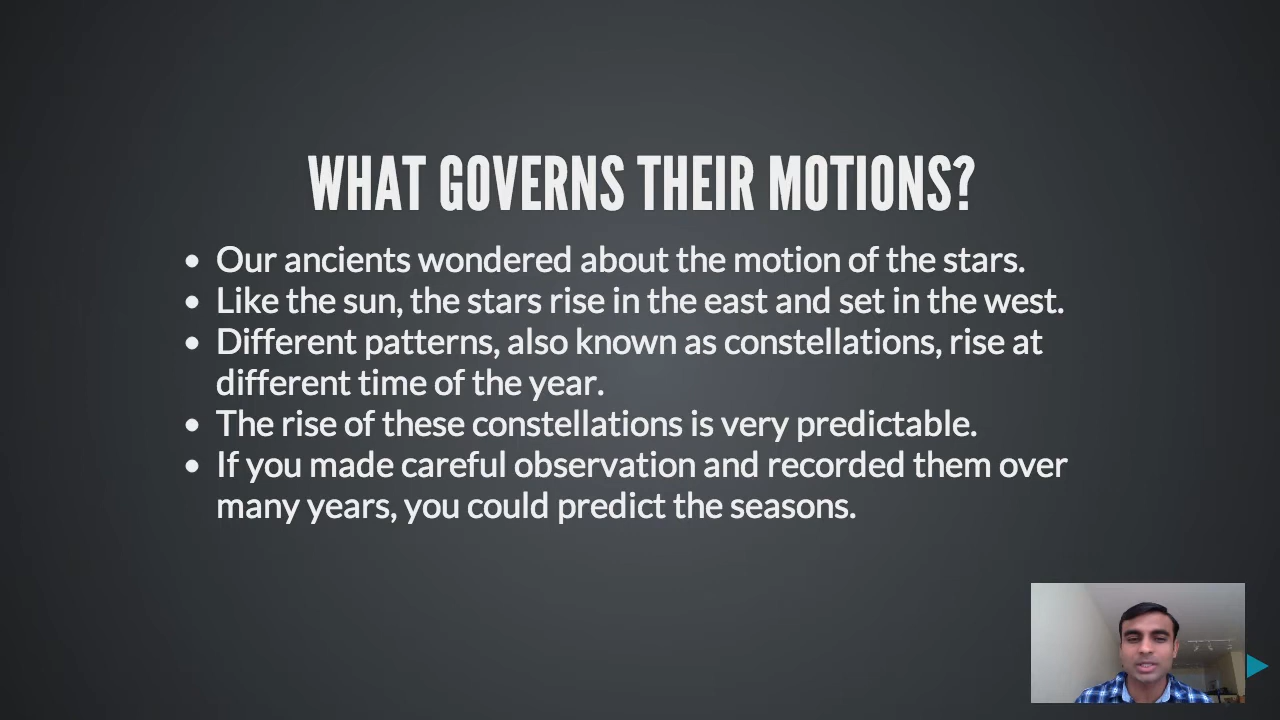 WHAT GOVERNS THEIR MOTIONS?
• Our ancients wondered about the motion of the stars.
• Like the sun, the stars rise in the east and set in the west.
• Different patterns, also known as constellations, rise at
different time of the year.
• The rise of these constellations is very predictable.
• If you made careful observation and recorded them over
many years, you could predict the seasons.